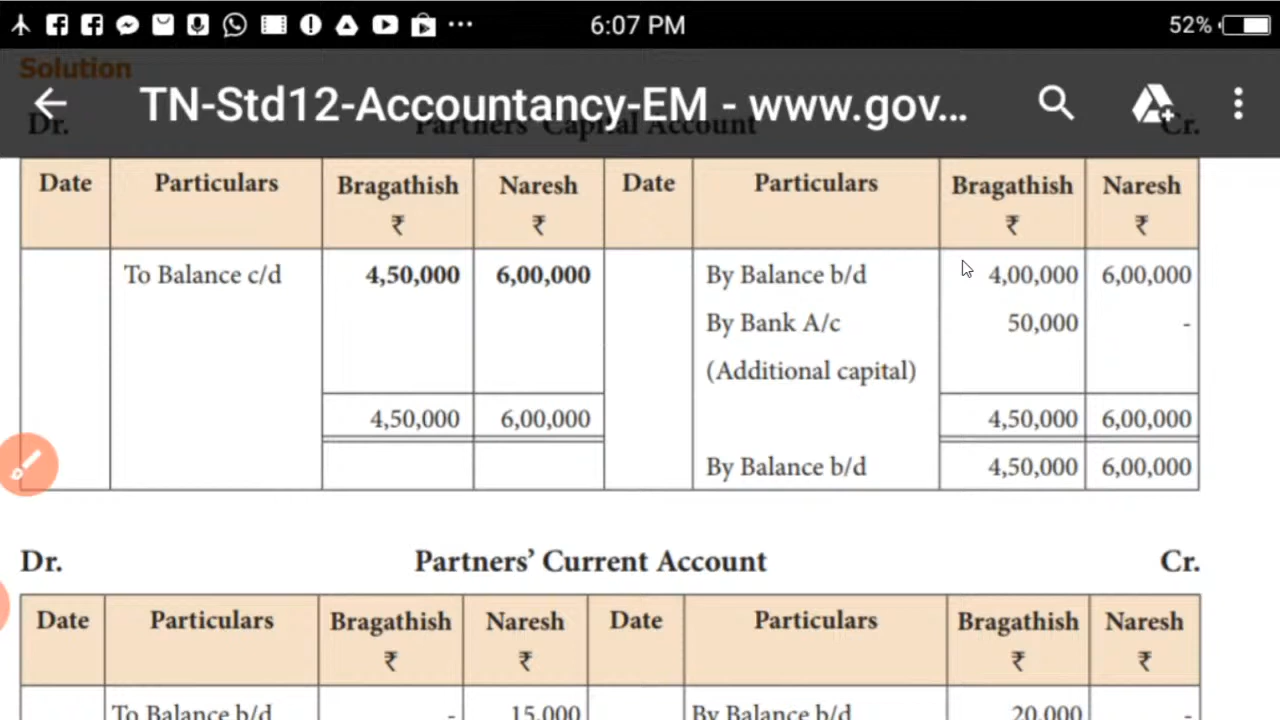 6:07 PM
52%
Solution
TN-Std12-Accountancy-EM - www.gov...
Dr. Partners' Capital Account Cr.
Date Particulars Bragathish Naresh Date Particulars Bragathish Naresh
₹ ₹ ₹ ₹
To Balance c/d 4,50,000 6,00,000 By Balance b/d 4,00,000 6,00,000
By Bank A/c 50,000 -
(Additional capital)
4,50,000 6,00,000 4,50,000 6,00,000
By Balance b/d 4,50,000 6,00,000
Dr. Partners' Current Account Cr.
Date Particulars Bragathish Naresh Date Particulars Bragathish Naresh
₹ ₹ ₹ ₹
To Balance b/d - 15,000 By Balance b/d 20,000 -